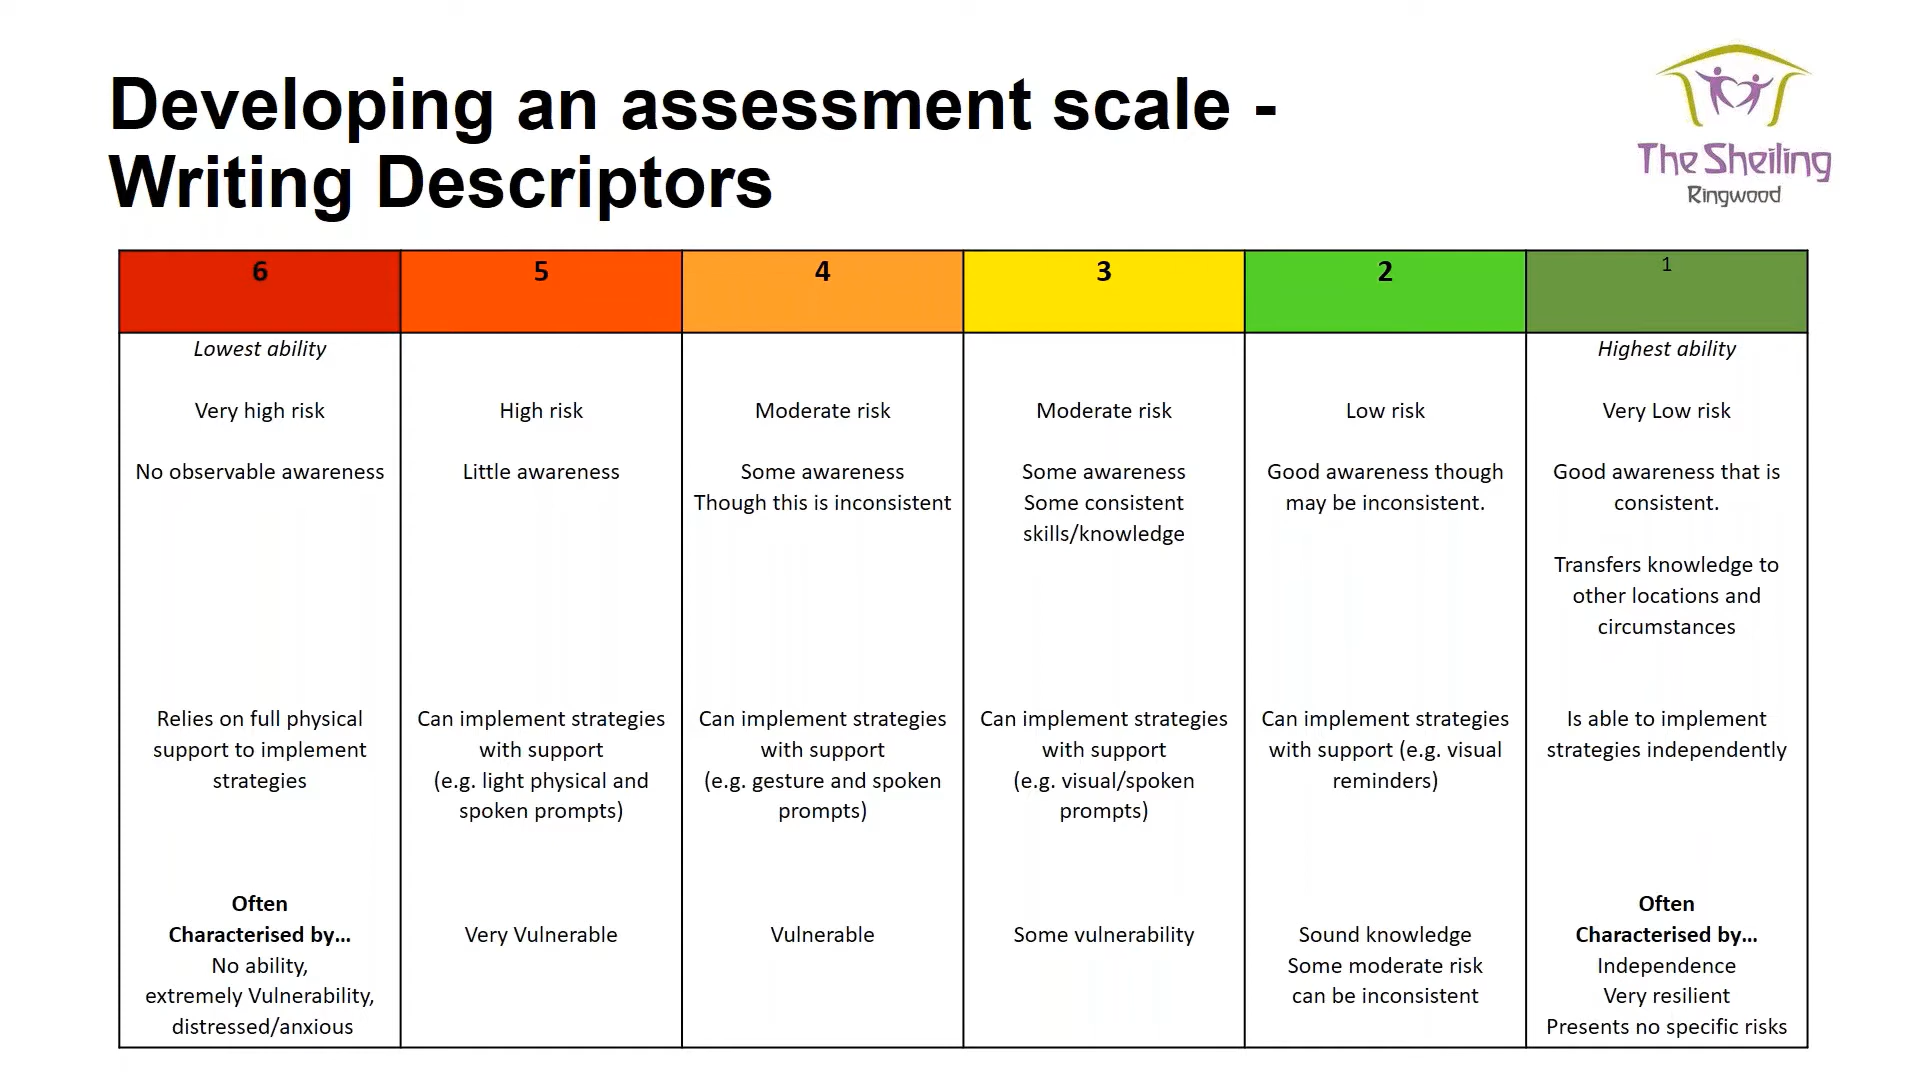 Developing an assessment scale -
Writing Descriptors
The Sheiling
Ringwood
6
5
4
3
2
1
Lowest ability
Very high risk
No observable awareness
Relies on full physical
support to implement
strategies
Often
Characterised by...
No ability,
extremely Vulnerability,
distressed/anxious
High risk
Little awareness
Can implement strategies
with support
(e.g. light physical and
spoken prompts)
Very Vulnerable
Moderate risk
Some awareness
Though this is inconsistent
Can implement strategies
with support
(e.g. gesture and spoken
prompts)
Vulnerable
Moderate risk
Some awareness
Some consistent
skills/knowledge
Can implement strategies
with support
(e.g. visual/spoken
prompts)
Some vulnerability
Low risk
Good awareness though
may be inconsistent.
Can implement strategies
with support (e.g. visual
reminders)
Sound knowledge
Some moderate risk
can be inconsistent
Highest ability
Very Low risk
Good awareness that is
consistent.
Transfers knowledge to
other locations and
circumstances
Is able to implement
strategies independently
Often
Characterised by...
Independence
Very resilient
Presents no specific risks